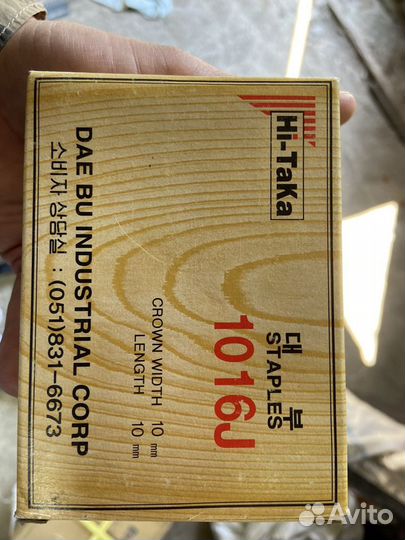 Hi-TaKa
대 부
STAPLES
1016J
CROWN WIDTH 10 mm
LENGTH 10 mm
DAE BU INDUSTRIAL CORP
소비자 상담실 : (051)831-6673
Avito